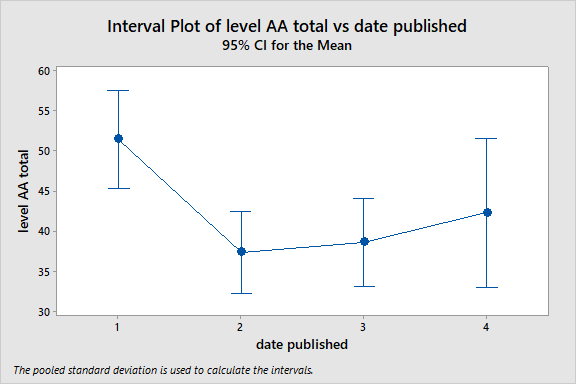 Interval Plot of level AA total vs date published
95% CI for the Mean
60
55
50
45
40
35
30
level AA total
1 2 3 4
date published
The pooled standard deviation is used to calculate the intervals.